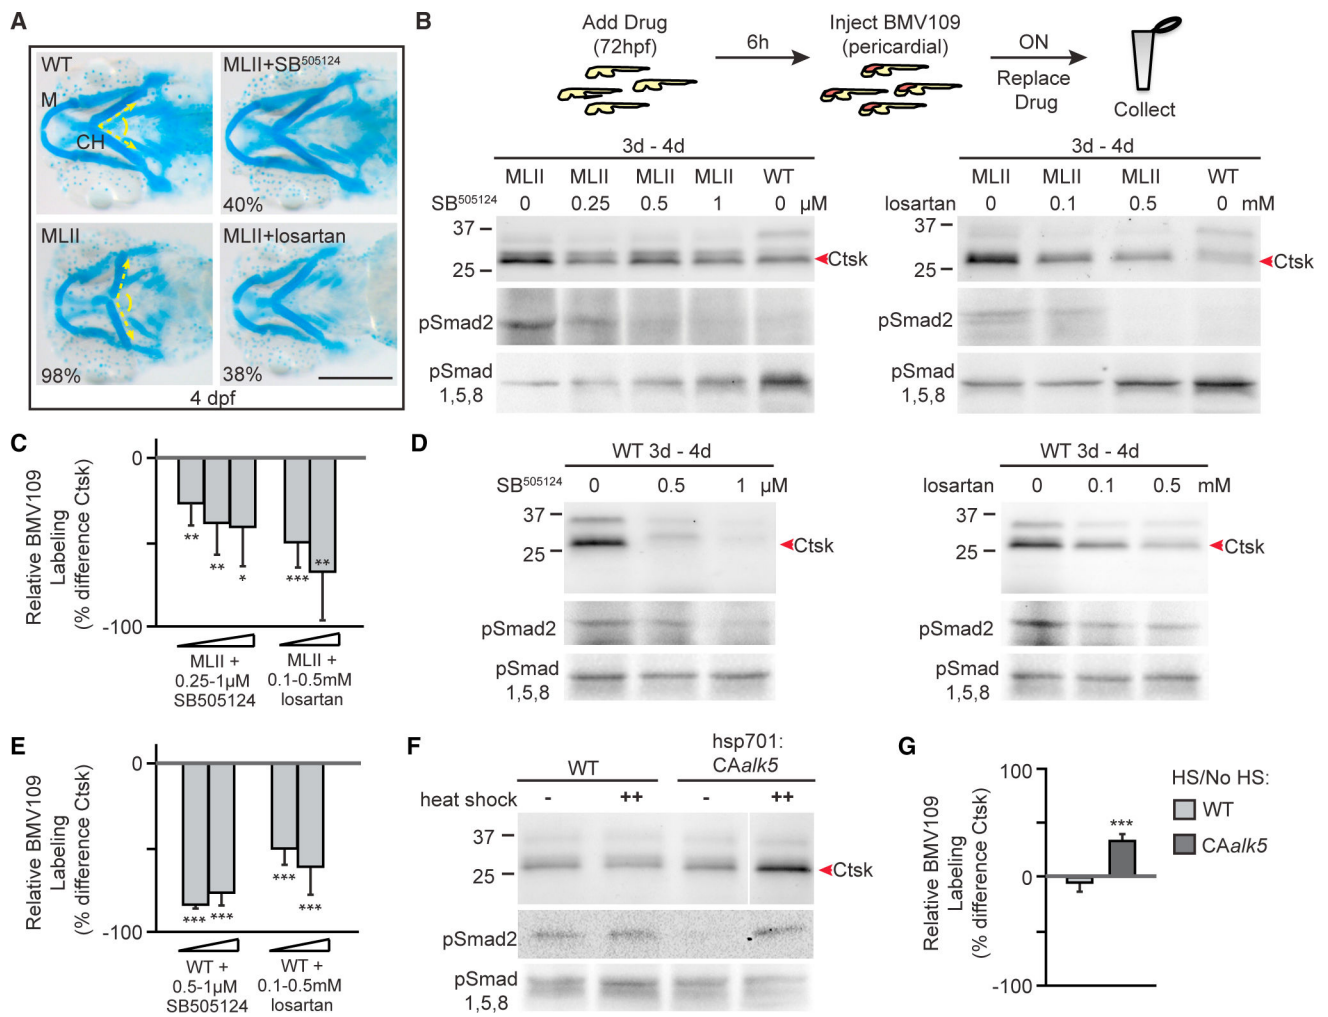 A
WT
M
CH
MLII+SB505124
40%
MLII
98%
MLII+losartan
38%
4 dpf
B
Add Drug
(72hpf)
6h
Inject BMV109
(pericardial)
ON
Replace
Drug
Collect
3d - 4d
MLII MLII MLII MLII WT
SB505124 0 0.25 0.5 1 0 µM
37
25
Ctsk
pSmad2
pSmad
1,5,8
3d - 4d
MLII MLII MLII WT
losartan 0 0.1 0.5 0 mM
37
25
Ctsk
pSmad2
pSmad
1,5,8
C
Relative BMV109
Labeling
(% difference Ctsk)
0
-100
** ** * *** **
MLII +
0.25-1µM
SB505124
MLII +
0.1-0.5mM
losartan
D
WT 3d - 4d
SB505124 0 0.5 1 µM
37
25
Ctsk
pSmad2
pSmad
1,5,8
WT 3d - 4d
losartan 0 0.1 0.5 mM
37
25
Ctsk
pSmad2
pSmad
1,5,8
E
Relative BMV109
Labeling
(% difference Ctsk)
0
-100
*** *** *** ***
WT +
0.5-1µM
SB505124
WT +
0.1-0.5mM
losartan
F
WT
hsp701:
CAalk5
heat shock - ++ - ++
37
25
Ctsk
pSmad2
pSmad
1,5,8
G
Relative BMV109
Labeling
(% difference Ctsk)
100
0
-100
***
HS/No HS:
WT
CAalk5